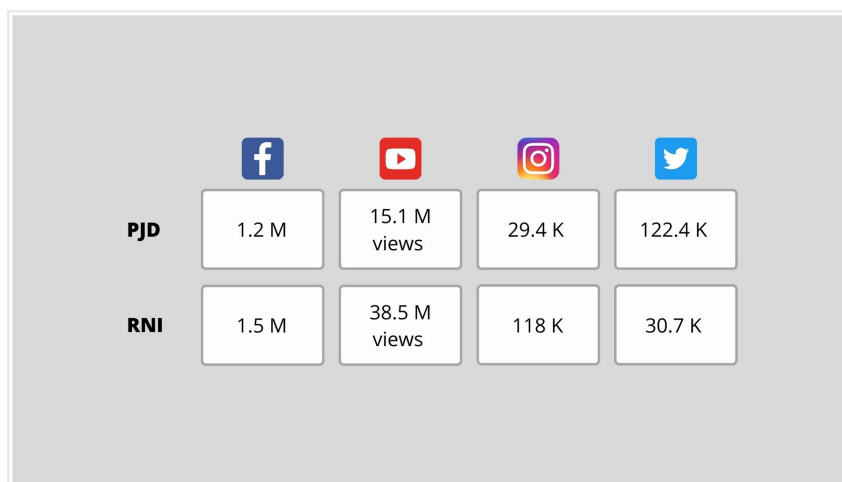 PJD
1.2 M
15.1 M
views
29.4 K
122.4 K
RNI
1.5 M
38.5 M
views
118 K
30.7 K